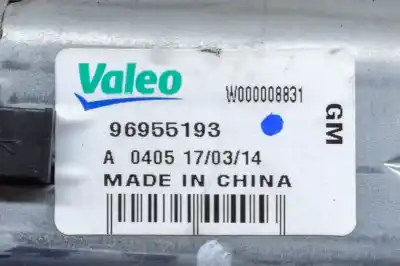 Valeo
W000008831
96955193
GM
A 0405 17/03/14
MADE IN CHINA